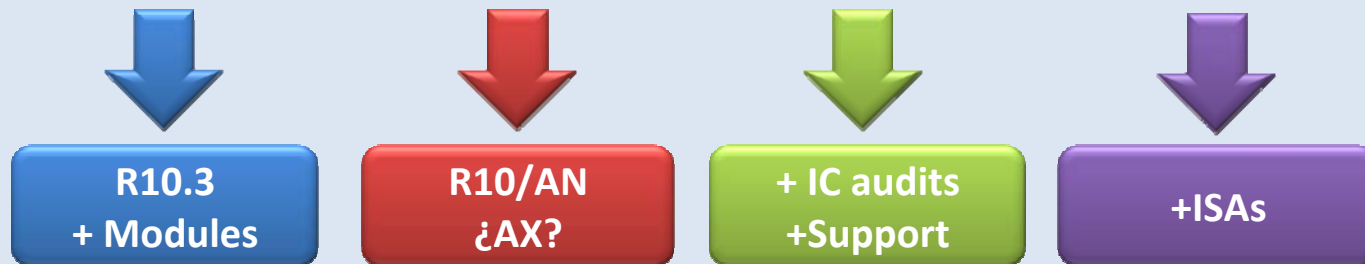 R10.3
+ Modules
R10/AN
¿AX?
+ IC audits
+Support
+ISAs